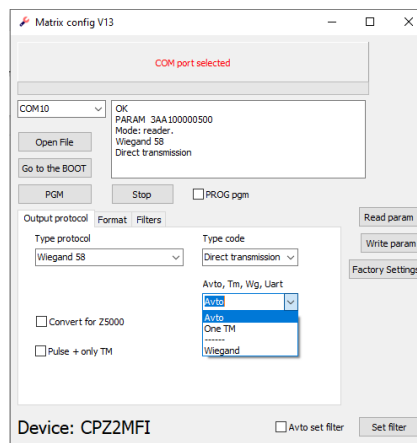 Matrix config V13
COM port selected
COM10
OK
PARAM 3AA100000500
Mode: reader.
Wiegand 58
Direct transmission
Open File
Go to the BOOT
PGM
Stop
PROG pgm
Output protocol
Format
Filters
Read param
Write param
Factory Settings
Type protocol
Type code
Wiegand 58
Direct transmission
Avto, Tm, Wg, Uart
Avto
Avto
One TM
------
Wiegand
Convert for Z5000
Pulse + only TM
Device: CPZ2MFI
Avto set filter
Set filter